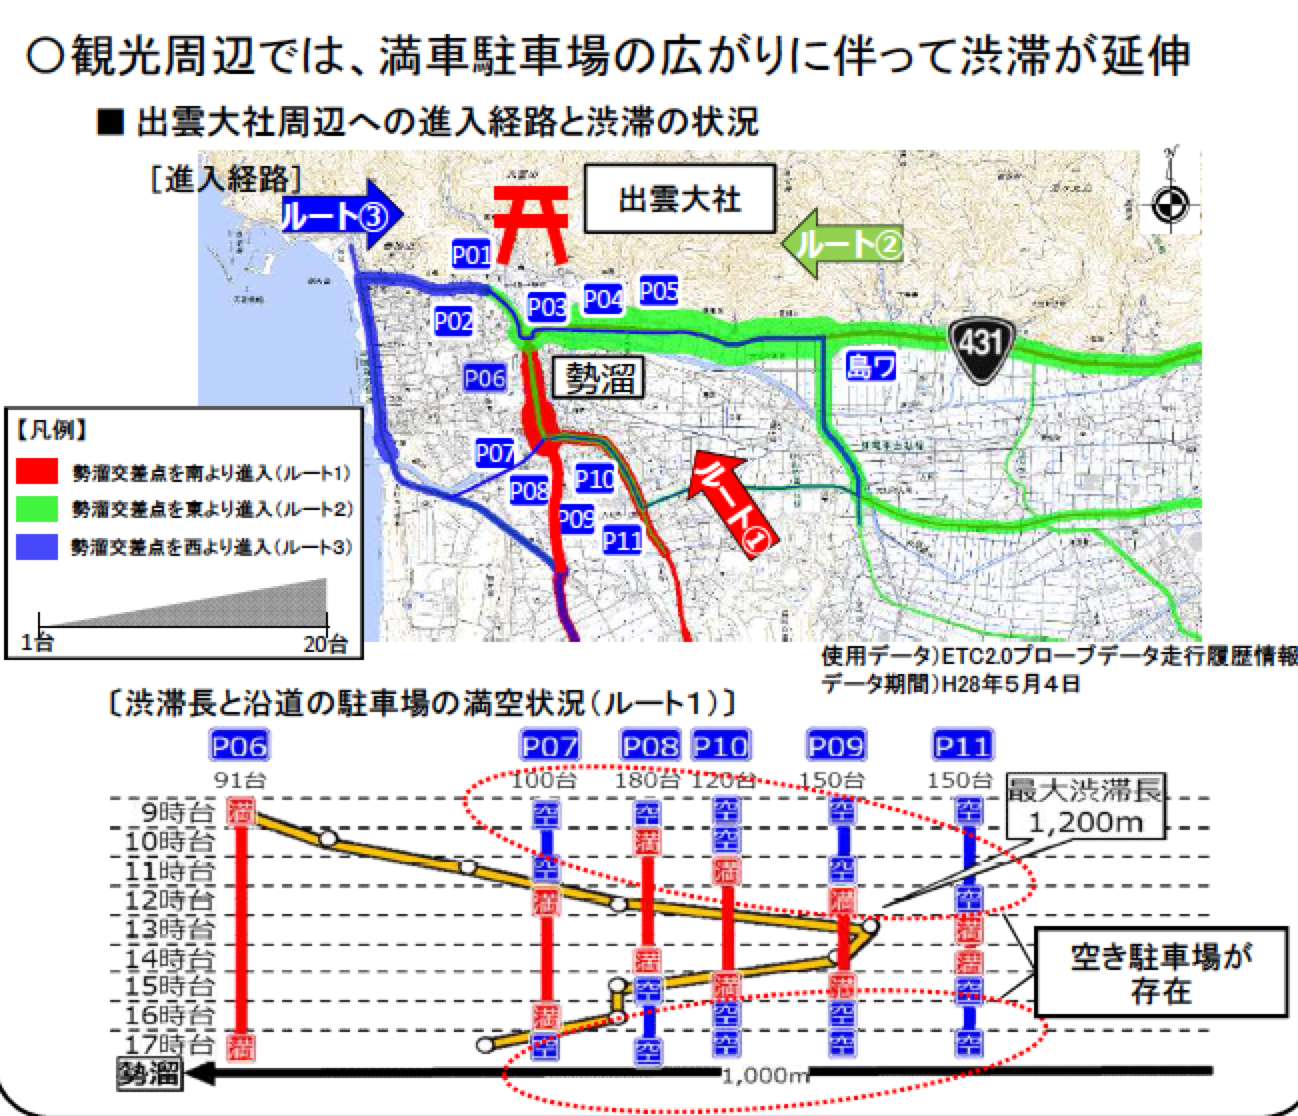 〇観光周辺では、満車駐車場の広がりに伴って渋滞が延伸
■ 出雲大社周辺への進入経路と渋滞の状況
［進入経路］
ルート③
出雲大社
ルート②
N
P01
P02
P03
P04
P05
431
島ワ
P06
勢溜
P07
P08
P10
P09
P11
ルート①
【凡例】
勢溜交差点を南より進入(ルート1)
勢溜交差点を東より進入(ルート2)
勢溜交差点を西より進入(ルート3)
1台
20台
使用データ)ETC2.0プローブデータ走行履歴情報
データ期間)H28年5月4日
〔渋滞長と沿道の駐車場の満空状況(ルート1)〕
P06 P07 P08 P10 P09 P11
91台 100台 180台 120台 150台 150台
最大渋滞長
1,200m
9時台 満 空 空 空 空 空
10時台 満 空
11時台 空 満 空
12時台 満 満 空
13時台 満
14時台 満 満
15時台 空 満 満 空
16時台 満 空 空
17時台 満 空 空 空 空 空
空き駐車場が
存在
勢溜
1,000m